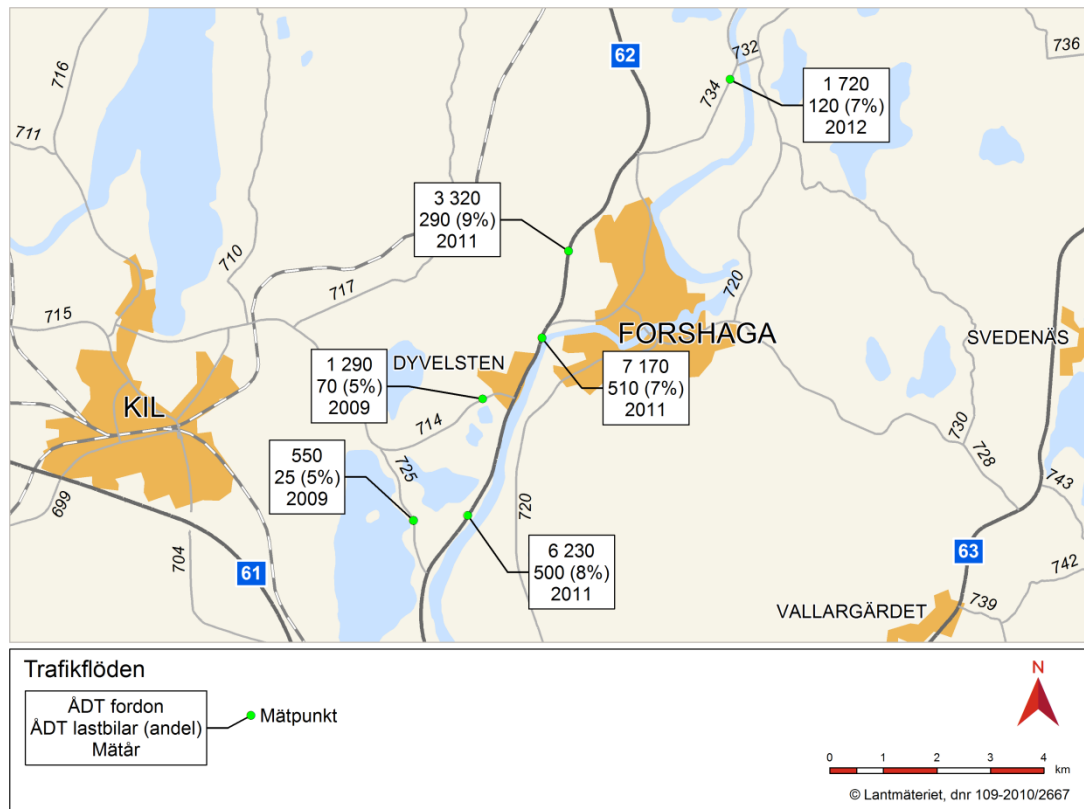 716
711
62
732
736
734
1 720
120 (7%)
2012
3 320
290 (9%)
2011
710
717
720
715
FORSHAGA
SVEDENÄS
DYVELSTEN
1 290
70 (5%)
2009
7 170
510 (7%)
2011
KIL
714
730
728
725
550
25 (5%)
2009
699
720
743
704
61
6 230
500 (8%)
2011
63
742
739
VALLARGÄRDET
Trafikflöden
ÅDT fordon
ÅDT lastbilar (andel)
Mätår
Mätpunkt
N
0 1 2 3 4
km
© Lantmäteriet, dnr 109-2010/2667